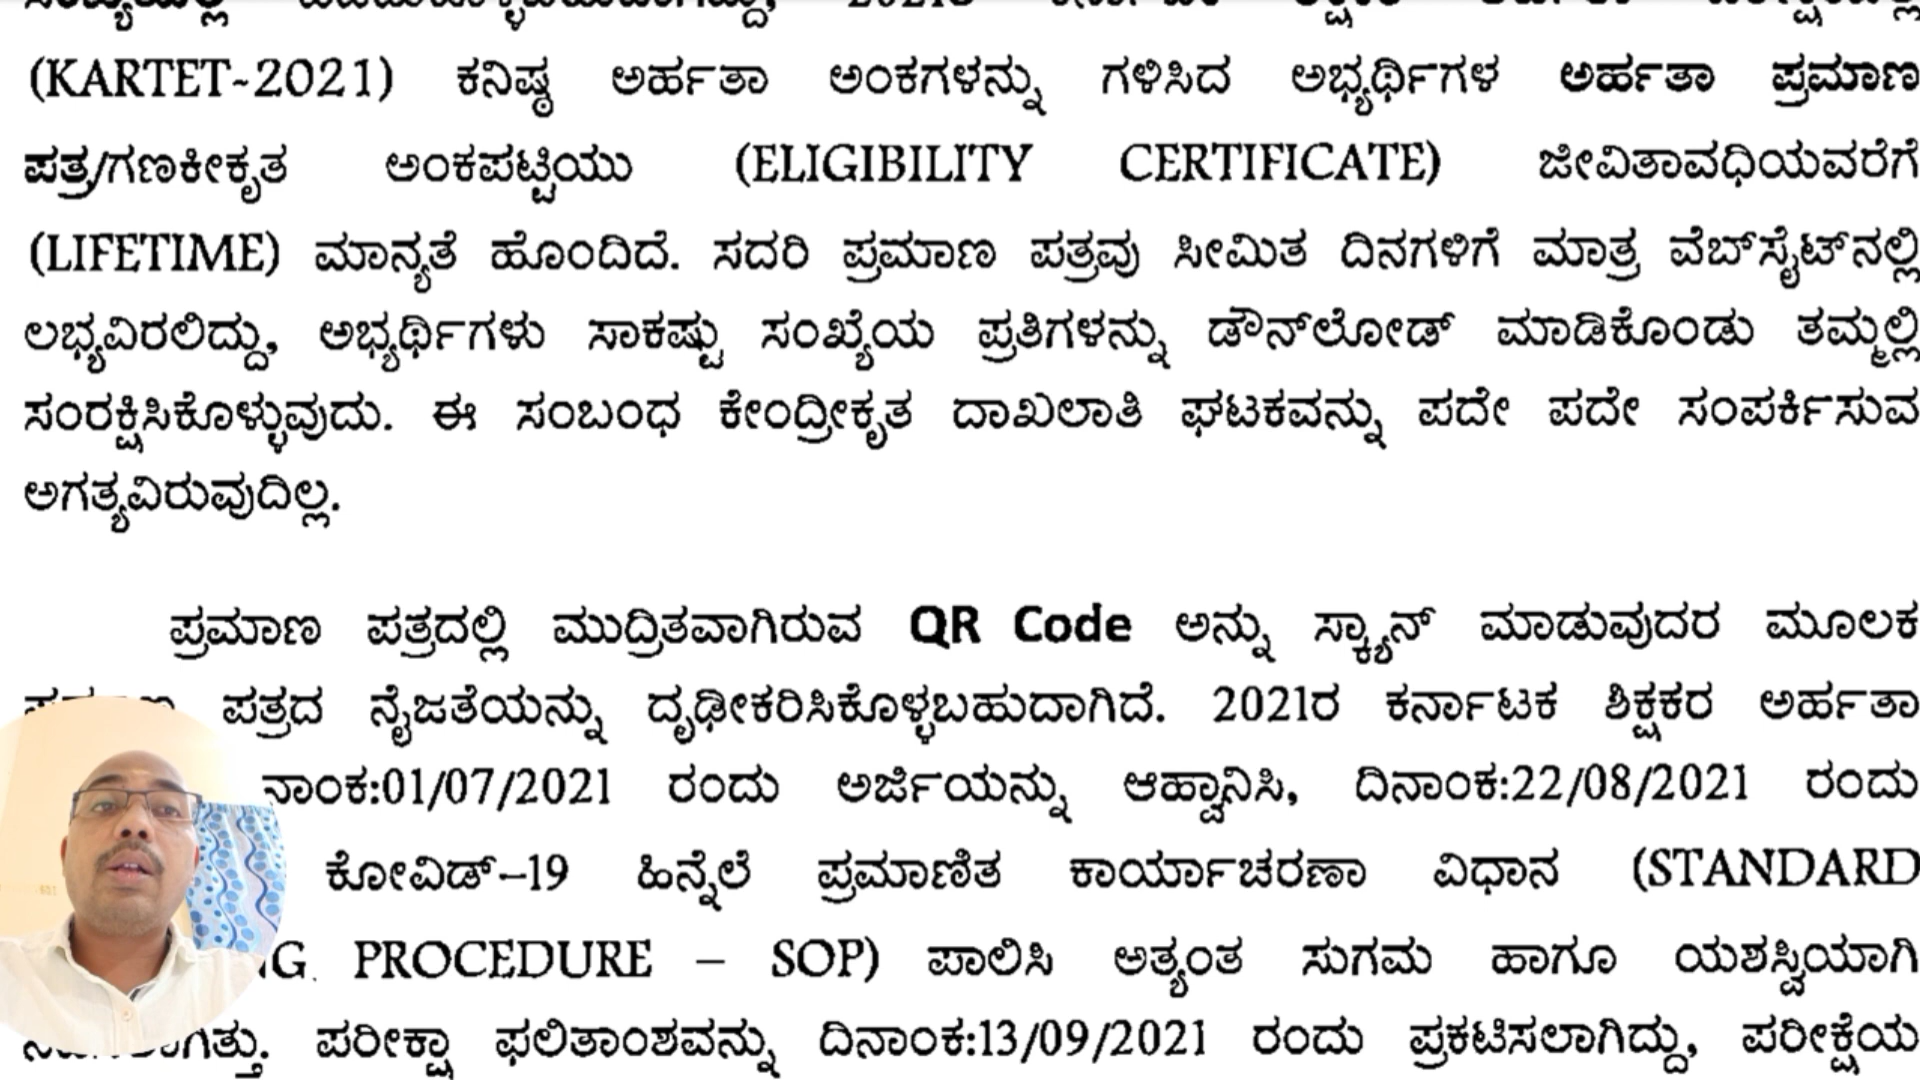 (KARTET-2021) ಕನಿಷ್ಠ ಅರ್ಹತಾ ಅಂಕಗಳನ್ನು ಗಳಿಸಿದ ಅಭ್ಯರ್ಥಿಗಳ ಅರ್ಹತಾ ಪ್ರಮಾಣ
ಪತ್ರ/ಗಣಕೀಕೃತ ಅಂಕಪಟ್ಟಿಯು (ELIGIBILITY CERTIFICATE) ಜೀವಿತಾವಧಿಯವರೆಗೆ
(LIFETIME) ಮಾನ್ಯತೆ ಹೊಂದಿದೆ. ಸದರಿ ಪ್ರಮಾಣ ಪತ್ರವು ಸೀಮಿತ ದಿನಗಳಿಗೆ ಮಾತ್ರ ವೆಬ್‌ಸೈಟ್‌ನಲ್ಲಿ
ಲಭ್ಯವಿರಲಿದ್ದು, ಅಭ್ಯರ್ಥಿಗಳು ಸಾಕಷ್ಟು ಸಂಖ್ಯೆಯ ಪ್ರತಿಗಳನ್ನು ಡೌನ್‌ಲೋಡ್ ಮಾಡಿಕೊಂಡು ತಮ್ಮಲ್ಲಿ
ಸಂರಕ್ಷಿಸಿಕೊಳ್ಳುವುದು. ಈ ಸಂಬಂಧ ಕೇಂದ್ರೀಕೃತ ದಾಖಲಾತಿ ಘಟಕವನ್ನು ಪದೇ ಪದೇ ಸಂಪರ್ಕಿಸುವ
ಅಗತ್ಯವಿರುವುದಿಲ್ಲ.
ಪ್ರಮಾಣ ಪತ್ರದಲ್ಲಿ ಮುದ್ರಿತವಾಗಿರುವ QR Code ಅನ್ನು ಸ್ಕ್ಯಾನ್ ಮಾಡುವುದರ ಮೂಲಕ
ಪತ್ರದ ನೈಜತೆಯನ್ನು ದೃಢೀಕರಿಸಿಕೊಳ್ಳಬಹುದಾಗಿದೆ. 2021ರ ಕರ್ನಾಟಕ ಶಿಕ್ಷಕರ ಅರ್ಹತಾ
ನಾಂಕ:01/07/2021 ರಂದು ಅರ್ಜಿಯನ್ನು ಆಹ್ವಾನಿಸಿ, ದಿನಾಂಕ:22/08/2021 ರಂದು
ಕೋವಿಡ್–19 ಹಿನ್ನೆಲೆ ಪ್ರಮಾಣಿತ ಕಾರ್ಯಾಚರಣಾ ವಿಧಾನ (STANDARD
PROCEDURE – SOP) ಪಾಲಿಸಿ ಅತ್ಯಂತ ಸುಗಮ ಹಾಗೂ ಯಶಸ್ವಿಯಾಗಿ
ಪರೀಕ್ಷಾ ಫಲಿತಾಂಶವನ್ನು ದಿನಾಂಕ:13/09/2021 ರಂದು ಪ್ರಕಟಿಸಲಾಗಿದ್ದು, ಪರೀಕ್ಷೆಯ